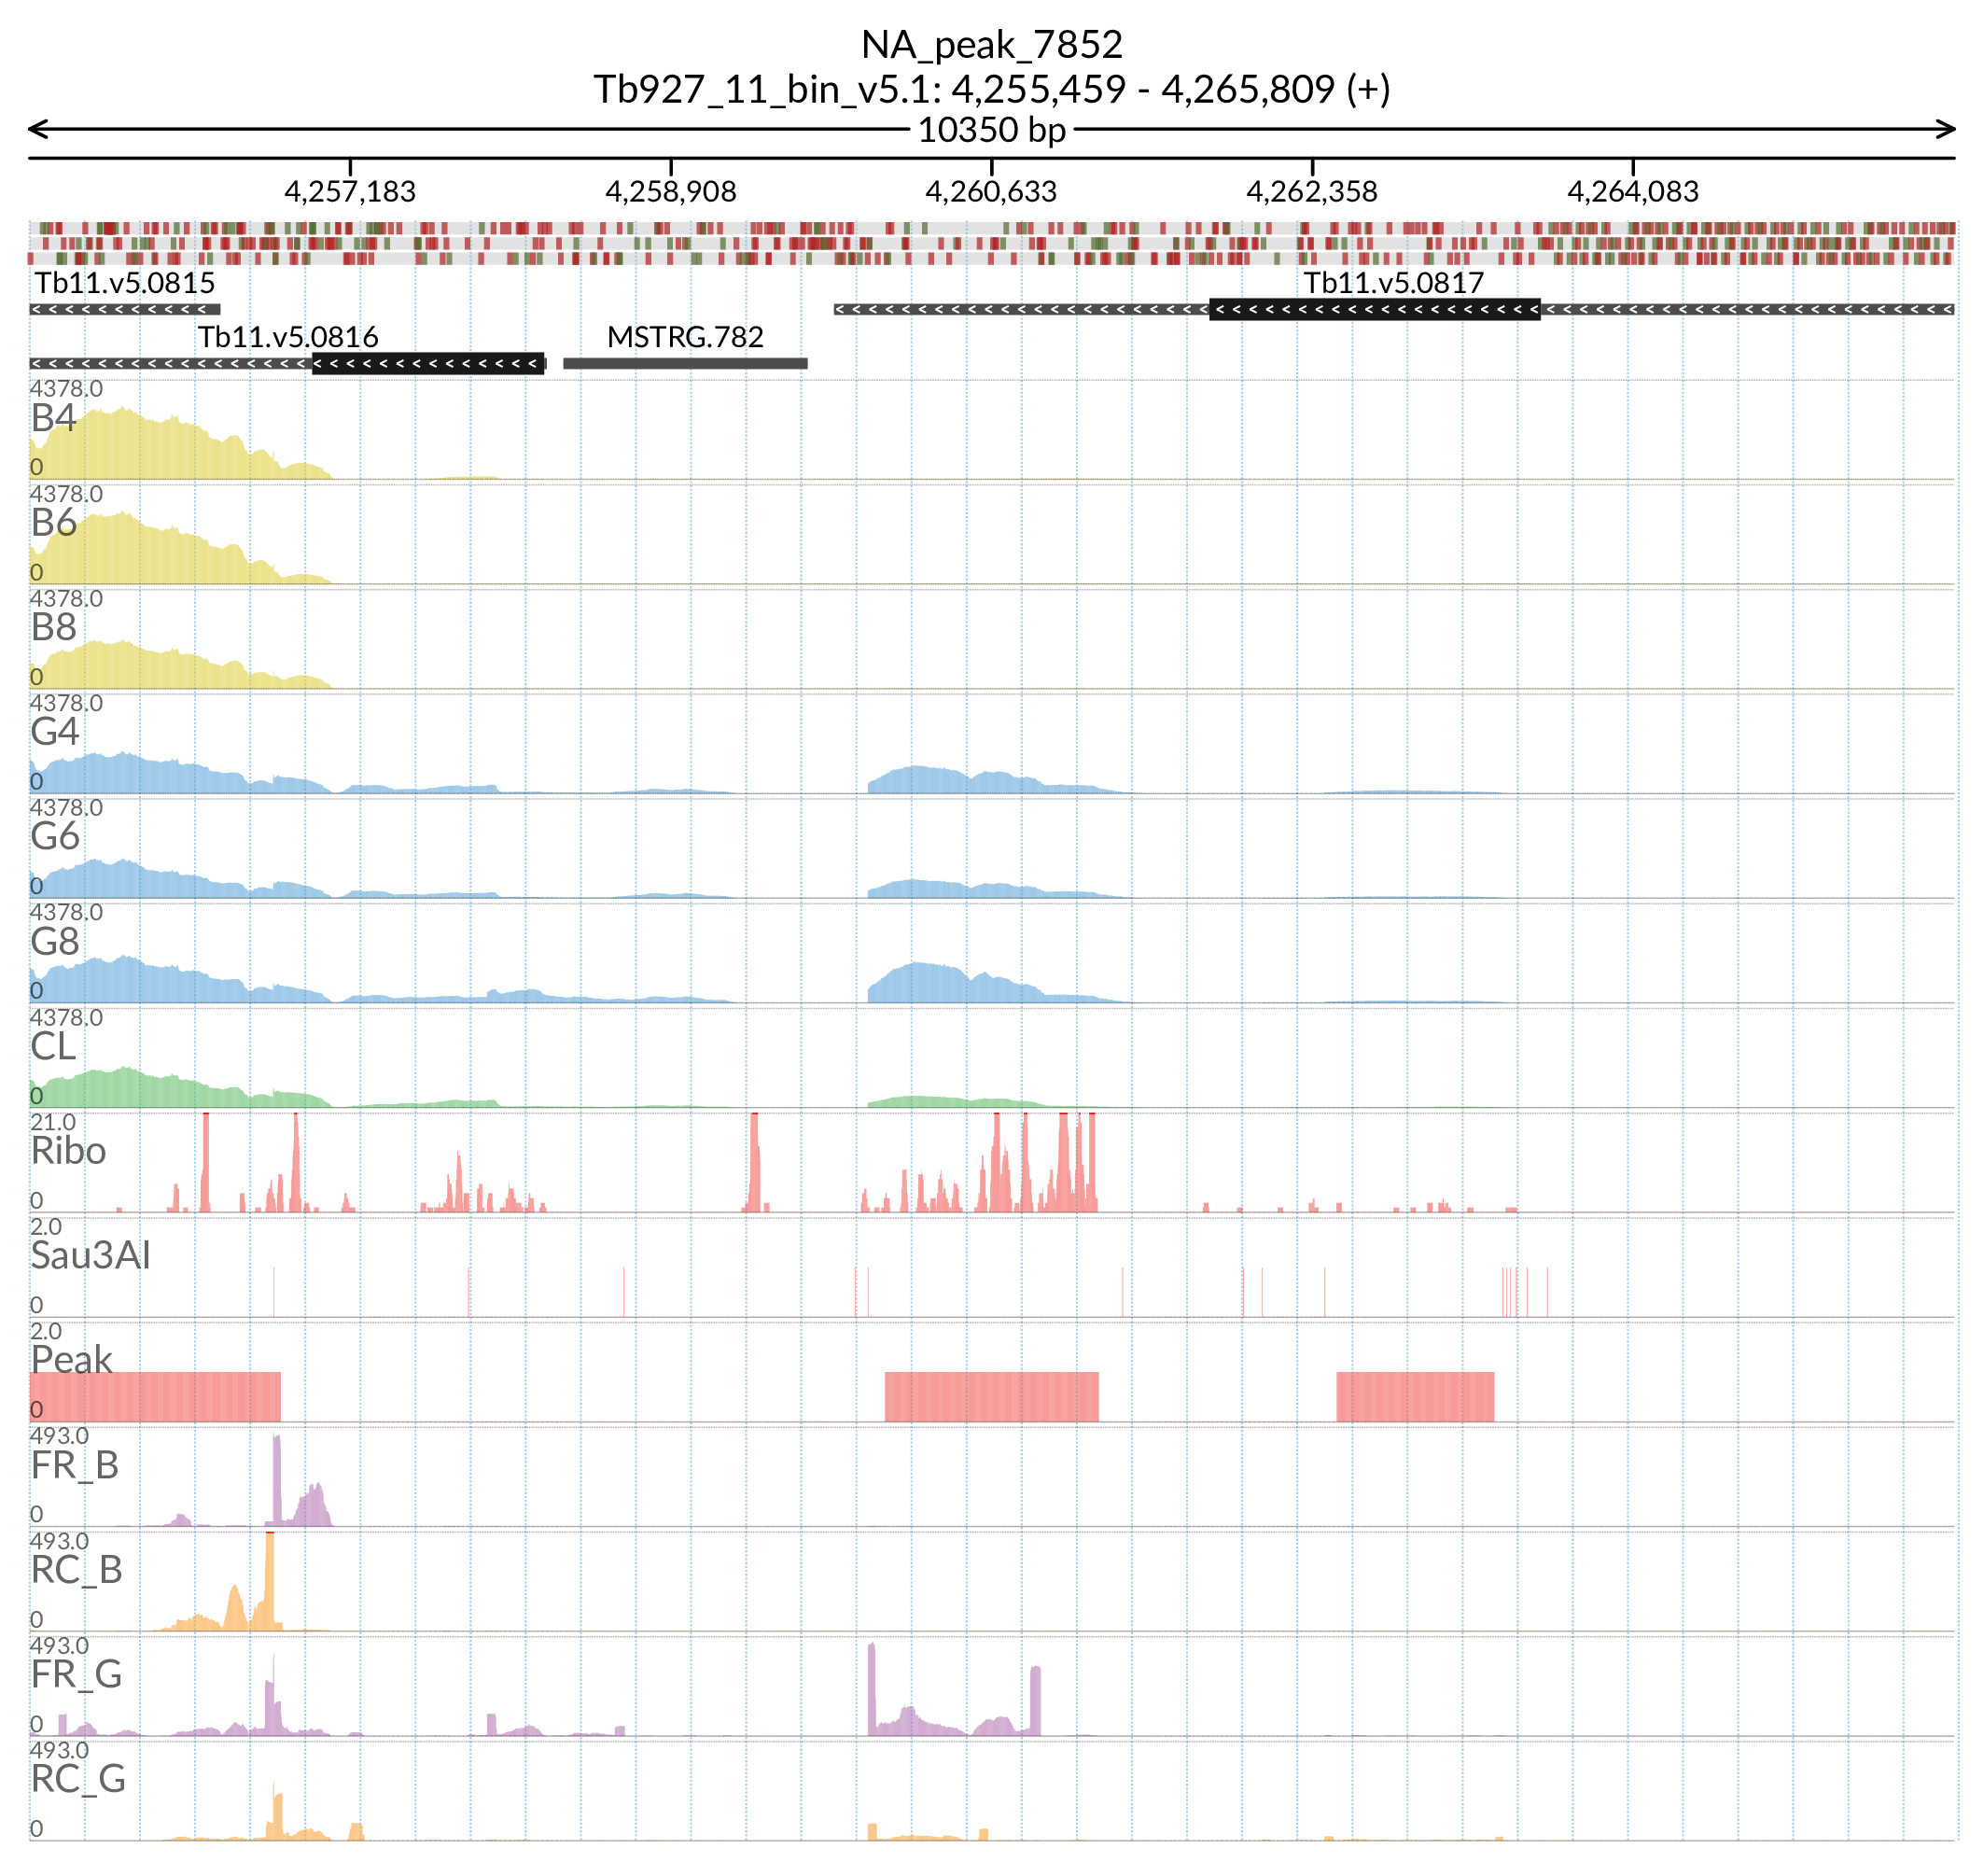 NA_peak_7852
Tb927_11_bin_v5.1: 4,255,459 - 4,265,809 (+)
10350 bp
4,257,183 4,258,908 4,260,633 4,262,358 4,264,083
Tb11.v5.0815 Tb11.v5.0817
Tb11.v5.0816 MSTRG.782
4378.0
B4
0
4378.0
B6
0
4378.0
B8
0
4378.0
G4
0
4378.0
G6
0
4378.0
G8
0
4378.0
CL
0
21.0
Ribo
0
2.0
Sau3AI
0
2.0
Peak
0
493.0
FR_B
0
493.0
RC_B
0
493.0
FR_G
0
493.0
RC_G
0